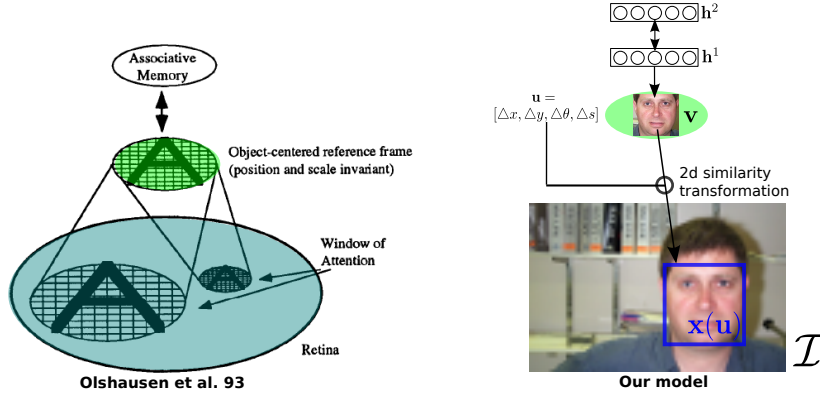 Associative
Memory
Object-centered reference frame
(position and scale invariant)
Window of
Attention
Retina
Olshausen et al. 93
h²
h¹
u =
[△x, △y, △θ, △s]
v
2d similarity
transformation
x(u)
ℐ
Our model